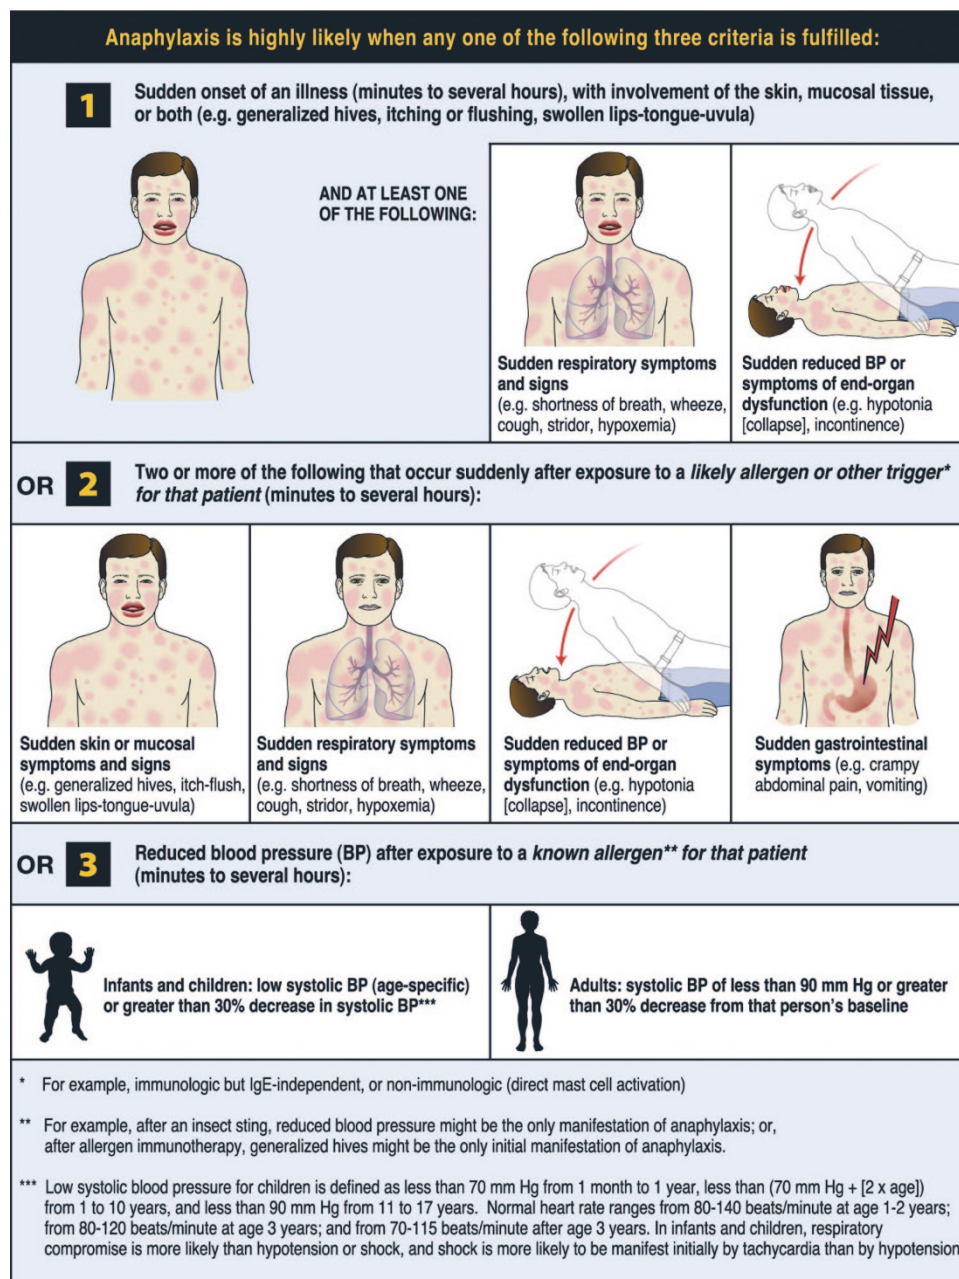 Anaphylaxis is highly likely when any one of the following three criteria is fulfilled:
1
Sudden onset of an illness (minutes to several hours), with involvement of the skin, mucosal tissue,
or both (e.g. generalized hives, itching or flushing, swollen lips-tongue-uvula)
AND AT LEAST ONE
OF THE FOLLOWING:
Sudden respiratory symptoms
and signs
(e.g. shortness of breath, wheeze,
cough, stridor, hypoxemia)
Sudden reduced BP or
symptoms of end-organ
dysfunction (e.g. hypotonia
[collapse], incontinence)
OR 2
Two or more of the following that occur suddenly after exposure to a likely allergen or other trigger*
for that patient (minutes to several hours):
Sudden skin or mucosal
symptoms and signs
(e.g. generalized hives, itch-flush,
swollen lips-tongue-uvula)
Sudden respiratory symptoms
and signs
(e.g. shortness of breath, wheeze,
cough, stridor, hypoxemia)
Sudden reduced BP or
symptoms of end-organ
dysfunction (e.g. hypotonia
[collapse], incontinence)
Sudden gastrointestinal
symptoms (e.g. crampy
abdominal pain, vomiting)
OR 3
Reduced blood pressure (BP) after exposure to a known allergen** for that patient
(minutes to several hours):
Infants and children: low systolic BP (age-specific)
or greater than 30% decrease in systolic BP***
Adults: systolic BP of less than 90 mm Hg or greater
than 30% decrease from that person's baseline
* For example, immunologic but IgE-independent, or non-immunologic (direct mast cell activation)
** For example, after an insect sting, reduced blood pressure might be the only manifestation of anaphylaxis; or,
after allergen immunotherapy, generalized hives might be the only initial manifestation of anaphylaxis.
*** Low systolic blood pressure for children is defined as less than 70 mm Hg from 1 month to 1 year, less than (70 mm Hg + [2 x age])
from 1 to 10 years, and less than 90 mm Hg from 11 to 17 years. Normal heart rate ranges from 80-140 beats/minute at age 1-2 years;
from 80-120 beats/minute at age 3 years; and from 70-115 beats/minute after age 3 years. In infants and children, respiratory
compromise is more likely than hypotension or shock, and shock is more likely to be manifest initially by tachycardia than by hypotension